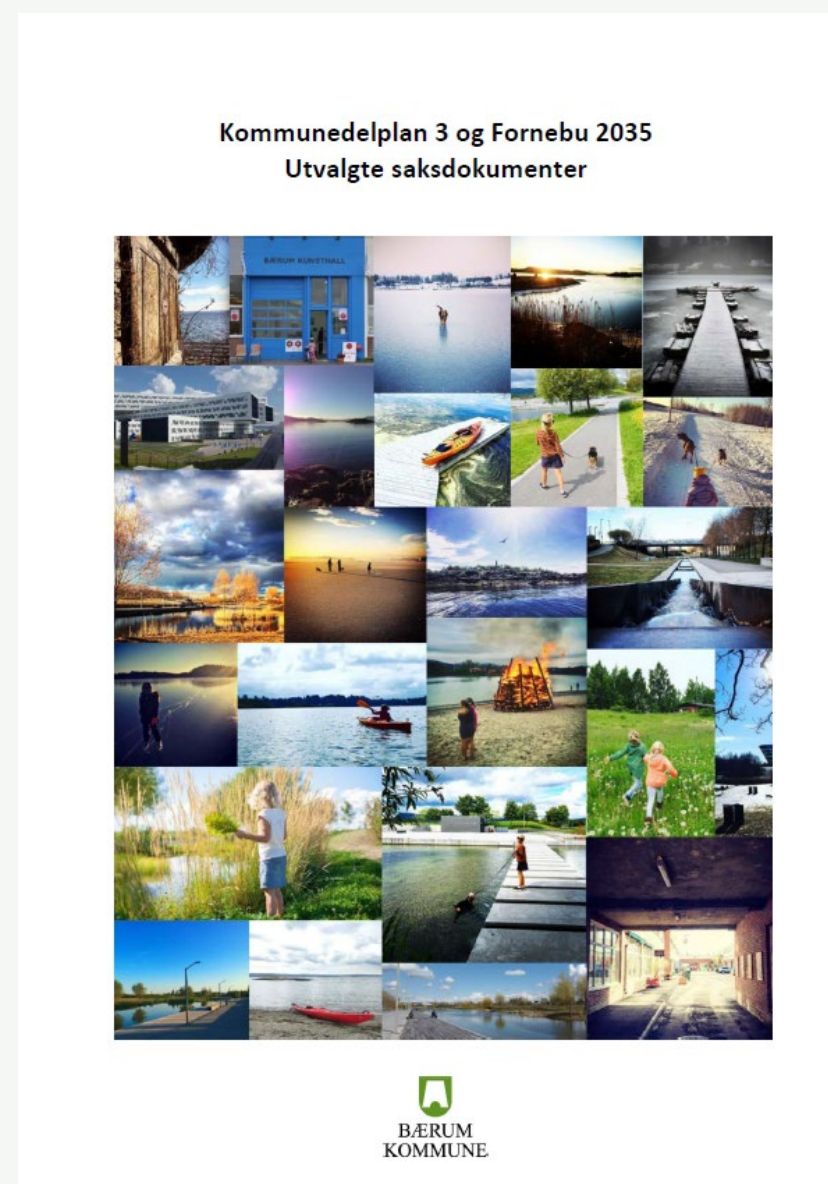 Kommunedelplan 3 og Fornebu 2035
Utvalgte saksdokumenter
BÆRUM KUNSTHALL
BÆRUM
KOMMUNE